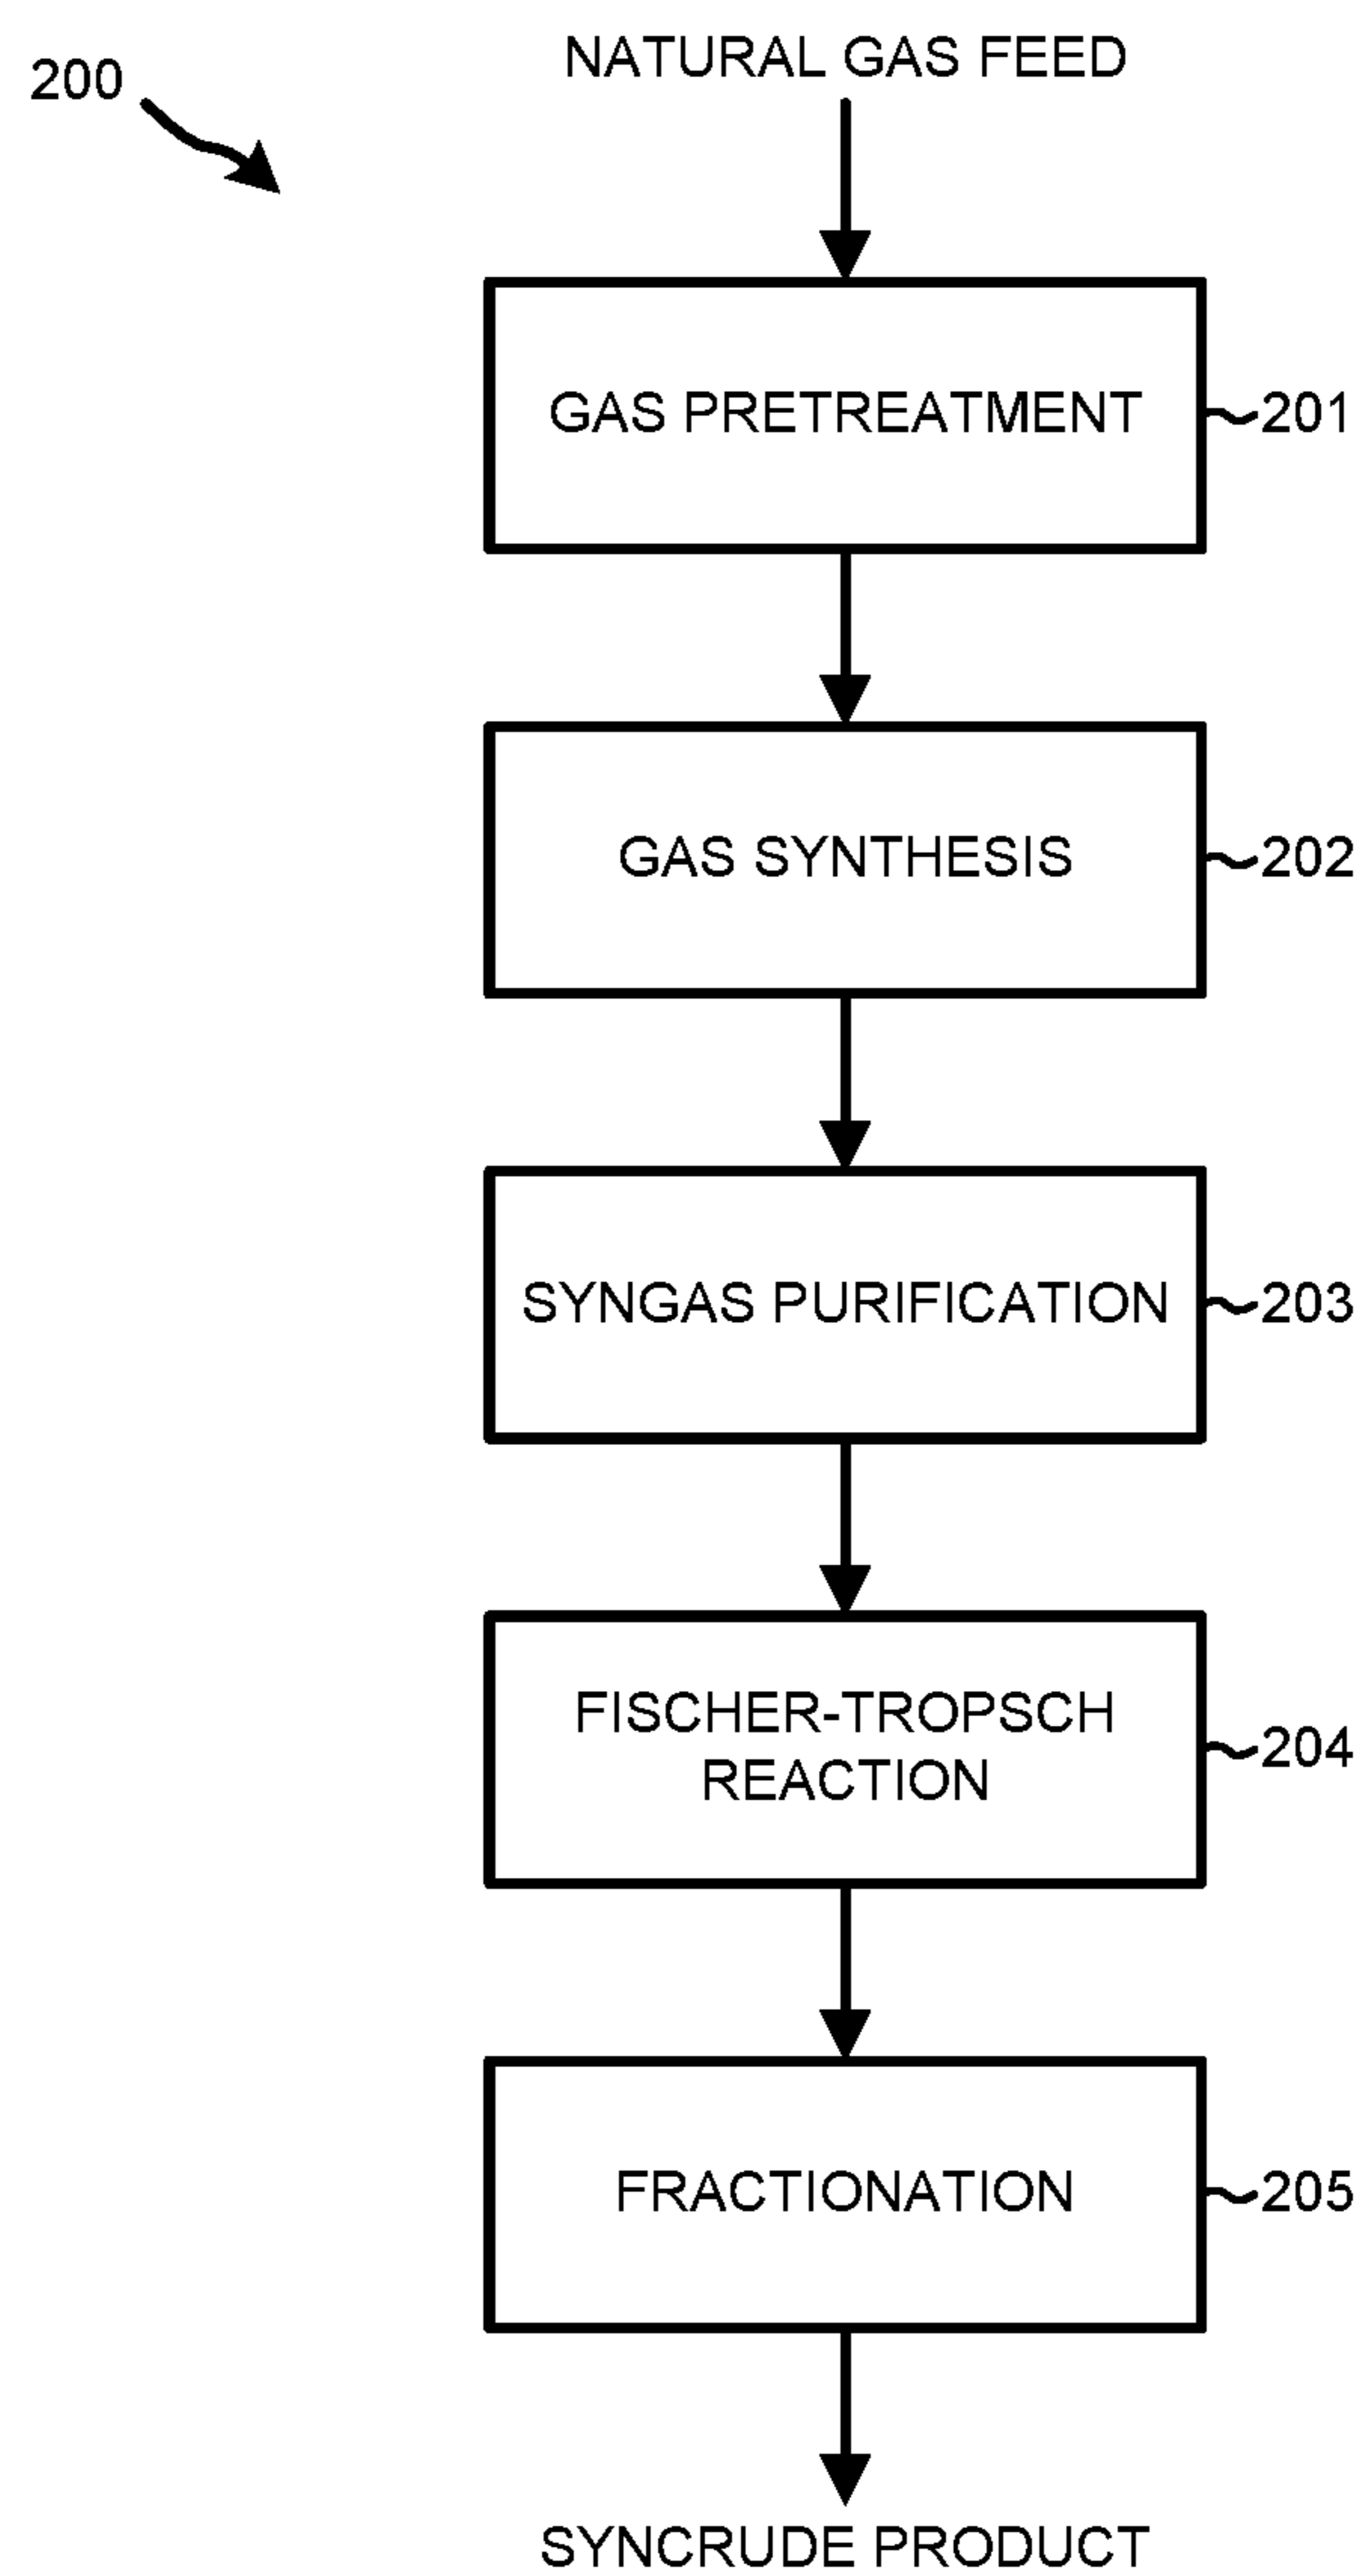 NATURAL GAS FEED
200
GAS PRETREATMENT
201
GAS SYNTHESIS
202
SYNGAS PURIFICATION
203
FISCHER-TROPSCH
REACTION
204
FRACTIONATION
205
SYNCRUDE PRODUCT